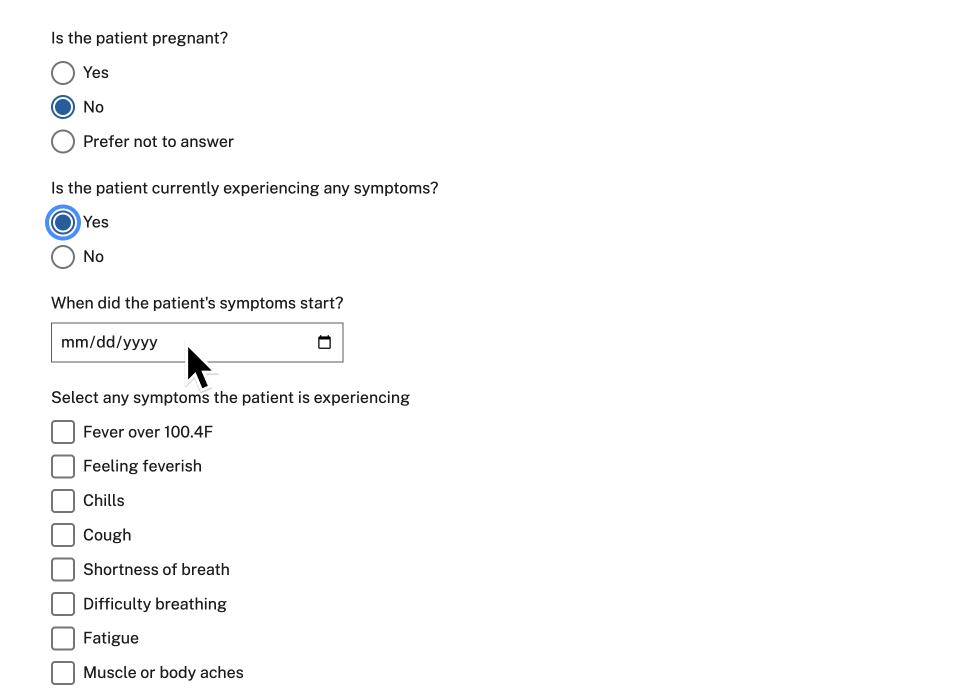 Is the patient pregnant?
Yes
No
Prefer not to answer
Is the patient currently experiencing any symptoms?
Yes
No
When did the patient's symptoms start?
mm/dd/yyyy
Select any symptoms the patient is experiencing
Fever over 100.4F
Feeling feverish
Chills
Cough
Shortness of breath
Difficulty breathing
Fatigue
Muscle or body aches